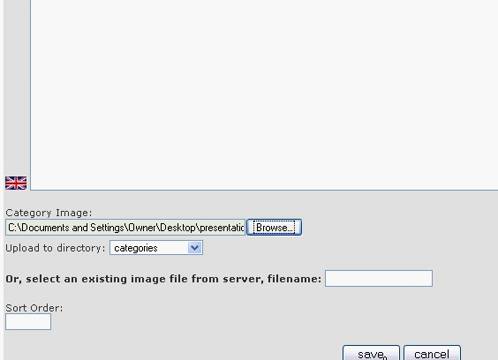 Category Image:
C:\Documents and Settings\Owner\Desktop\presentatic Browse...
Upload to directory: categories
Or, select an existing image file from server, filename:
Sort Order:
save cancel